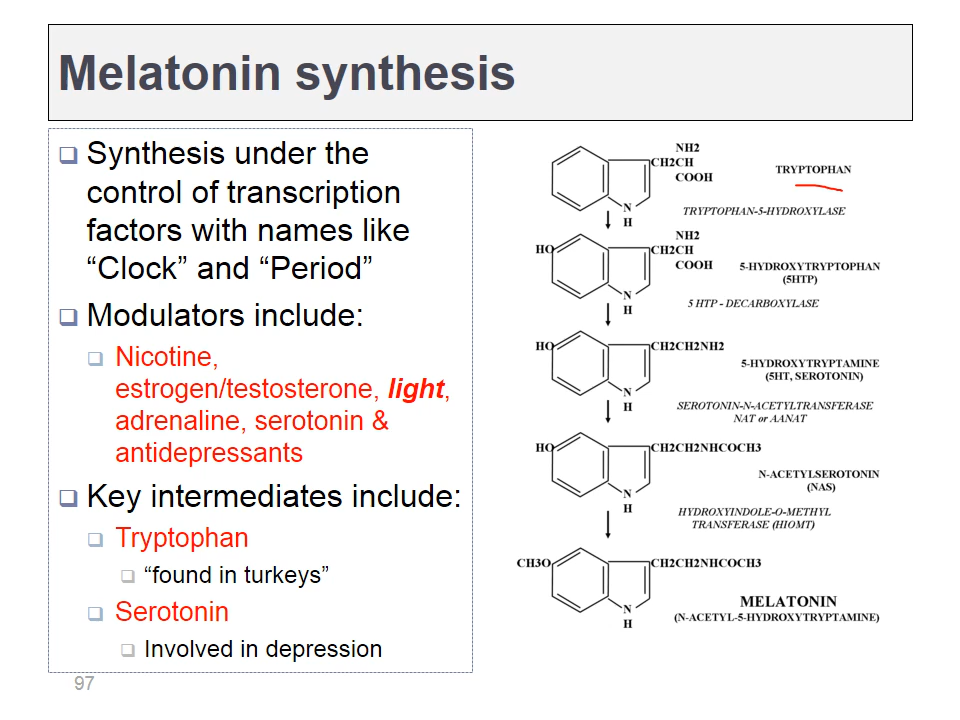 Melatonin synthesis
Synthesis under the
control of transcription
factors with names like
“Clock” and “Period”
Modulators include:
Nicotine,
estrogen/testosterone, light,
adrenaline, serotonin &
antidepressants
Key intermediates include:
Tryptophan
“found in turkeys”
Serotonin
Involved in depression
97
NH2
CH2CH
COOH
N
H
TRYPTOPHAN
TRYPTOPHAN-5-HYDROXYLASE
HO
NH2
CH2CH
COOH
N
H
5-HYDROXYTRYPTOPHAN
(5HTP)
5 HTP - DECARBOXYLASE
HO
CH2CH2NH2
N
H
5-HYDROXYTRYPTAMINE
(5HT, SEROTONIN)
SEROTONIN-N-ACETYLTRANSFERASE
NAT or AANAT
HO
CH2CH2NHCOCH3
N
H
N-ACETYLSEROTONIN
(NAS)
HYDROXYINDOLE-O-METHYL
TRANSFERASE (HIOMT)
CH3O
CH2CH2NHCOCH3
N
H
MELATONIN
(N-ACETYL-5-HYDROXYTRYPTAMINE)